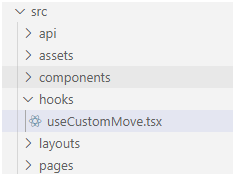 src
api
assets
components
hooks
useCustomMove.tsx
layouts
pages